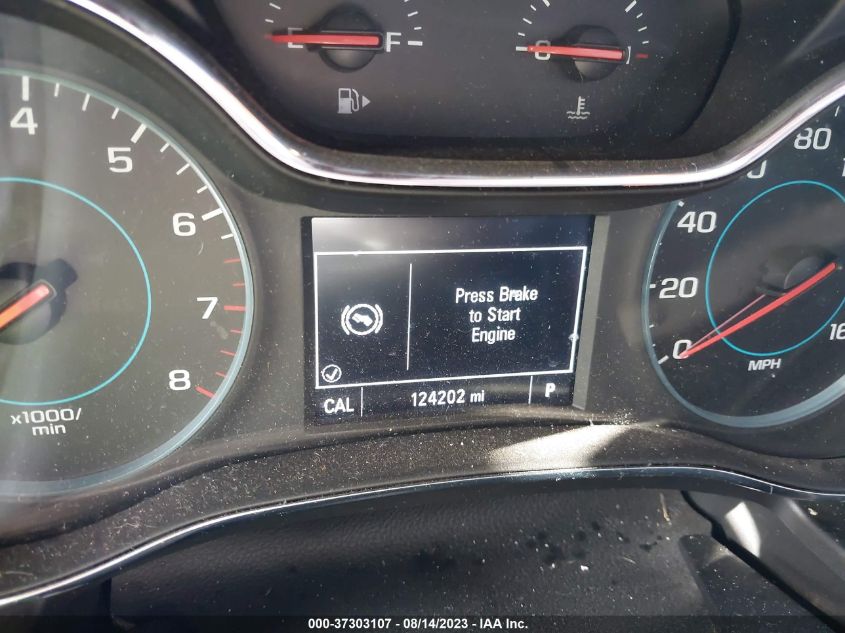 E F
C
4
5
6
7
8
x1000/
min
Press Brake
to Start
Engine
CAL 124202 mi P
80
40
20
0
MPH
000-37303107 - 08/14/2023 - IAA Inc.